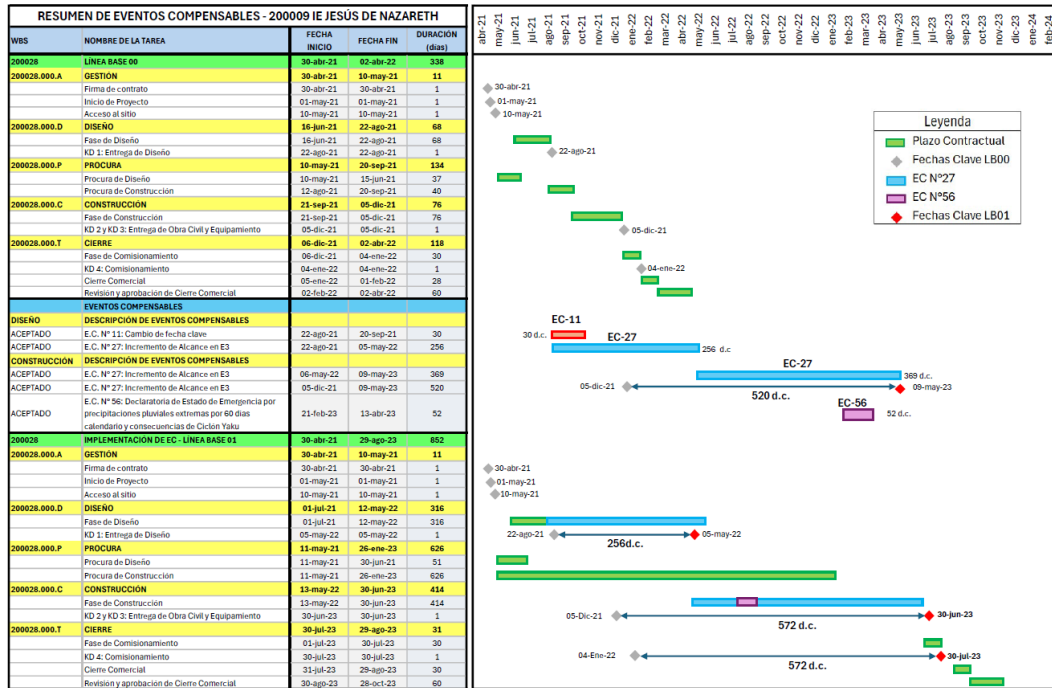 RESUMEN DE EVENTOS COMPENSABLES - 200009 IE JESÚS DE NAZARETH
WBS NOMBRE DE LA TAREA FECHA INICIO FECHA FIN DURACIÓN (días)
200028 LÍNEA BASE 00 30-abr-21 02-abr-22 338
200028.000.A GESTIÓN 30-abr-21 10-may-21 11
Firma de contrato 30-abr-21 30-abr-21 1
Inicio de Proyecto 01-may-21 01-may-21 1
Acceso al sitio 10-may-21 10-may-21 1
200028.000.D DISEÑO 16-jun-21 22-ago-21 68
Fase de Diseño 16-jun-21 22-ago-21 68
KD 1: Entrega de Diseño 22-ago-21 22-ago-21 1
200028.000.P PROCURA 10-may-21 20-sep-21 134
Procura de Diseño 10-may-21 15-jun-21 37
Procura de Construcción 12-ago-21 20-sep-21 40
200028.000.C CONSTRUCCIÓN 21-sep-21 05-dic-21 76
Fase de Construcción 21-sep-21 05-dic-21 76
KD 2 y KD 3: Entrega de Obra Civil y Equipamiento 05-dic-21 05-dic-21 1
200028.000.T CIERRE 06-dic-21 02-abr-22 118
Fase de Comisionamiento 06-dic-21 04-ene-22 30
KD 4: Comisionamiento 04-ene-22 04-ene-22 1
Cierre Comercial 05-ene-22 01-feb-22 28
Revisión y aprobación de Cierre Comercial 02-feb-22 02-abr-22 60
EVENTOS COMPENSABLES
DISEÑO DESCRIPCIÓN DE EVENTOS COMPENSABLES
ACEPTADO E.C. Nº 11: Cambio de fecha clave 22-ago-21 20-sep-21 30
ACEPTADO E.C. Nº 27: Incremento de Alcance en E3 22-ago-21 05-may-22 256
CONSTRUCCIÓN DESCRIPCIÓN DE EVENTOS COMPENSABLES
ACEPTADO E.C. Nº 27: Incremento de Alcance en E3 06-may-22 09-may-23 369
ACEPTADO E.C. Nº 27: Incremento de Alcance en E3 05-dic-21 09-may-23 520
ACEPTADO E.C. Nº 56: Declaratoria de Estado de Emergencia por
precipitaciones pluviales extremas por 60 días
calendario y consecuencias de Ciclón Yaku 21-feb-23 13-abr-23 52
200028 IMPLEMENTACIÓN DE EC - LÍNEA BASE 01 30-abr-21 29-ago-23 852
200028.000.A GESTIÓN 30-abr-21 10-may-21 11
Firma de contrato 30-abr-21 30-abr-21 1
Inicio de Proyecto 01-may-21 01-may-21 1
Acceso al sitio 10-may-21 10-may-21 1
200028.000.D DISEÑO 01-jul-21 12-may-22 316
Fase de Diseño 01-jul-21 12-may-22 316
KD 1: Entrega de Diseño 05-may-22 05-may-22 1
200028.000.P PROCURA 11-may-21 26-ene-23 626
Procura de Diseño 11-may-21 30-jun-21 51
Procura de Construcción 11-may-21 26-ene-23 626
200028.000.C CONSTRUCCIÓN 13-may-22 30-jun-23 414
Fase de Construcción 13-may-22 30-jun-23 414
KD 2 y KD 3: Entrega de Obra Civil y Equipamiento 30-jun-23 30-jun-23 1
200028.000.T CIERRE 30-jul-23 29-ago-23 31
Fase de Comisionamiento 01-jul-23 30-jul-23 30
KD 4: Comisionamiento 30-jul-23 30-jul-23 1
Cierre Comercial 31-jul-23 29-ago-23 30
Revisión y aprobación de Cierre Comercial 30-ago-23 28-oct-23 60
abr-21 may-21 jun-21 jul-21 ago-21 sep-21 oct-21 nov-21 dic-21 ene-22 feb-22 mar-22 abr-22 may-22 jun-22 jul-22 ago-22 sep-22 oct-22 nov-22 dic-22 ene-23 feb-23 mar-23 abr-23 may-23 jun-23 jul-23 ago-23 sep-23 oct-23 nov-23 dic-23 ene-24 feb-24
30-abr-21
01-may-21
10-may-21
22-ago-21
05-dic-21
04-ene-22
Leyenda
Plazo Contractual
Fechas Clave LB00
EC Nº27
EC Nº56
Fechas Clave LB01
EC-11
30 d.c.
EC-27
256 d.c
EC-27
369 d.c.
05-dic-21
09-may-23
520 d.c.
EC-56
52 d.c.
30-abr-21
01-may-21
10-may-21
22-ago-21
05-may-22
256d.c.
05-Dic-21
30-jun-23
572 d.c.
04-Ene-22
30-jul-23
572 d.c.